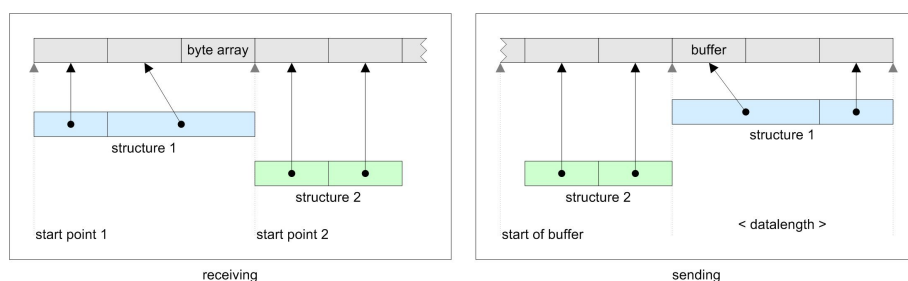 byte array
structure 1
structure 2
start point 1
start point 2
receiving
buffer
structure 1
structure 2
< datalength >
start of buffer
sending